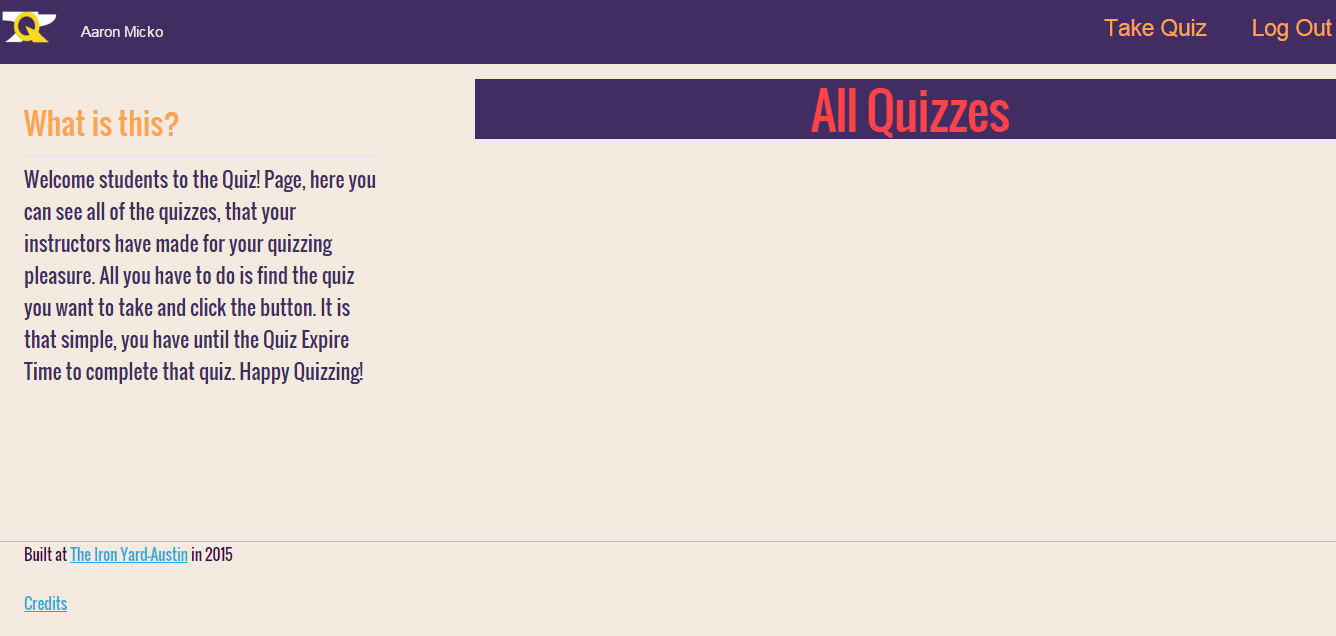 Q
Aaron Micko
Take Quiz
Log Out
What is this?
Welcome students to the Quiz! Page, here you
can see all of the quizzes, that your
instructors have made for your quizzing
pleasure. All you have to do is find the quiz
you want to take and click the button. It is
that simple, you have until the Quiz Expire
Time to complete that quiz. Happy Quizzing!
All Quizzes
Built at The Iron Yard-Austin in 2015
Credits